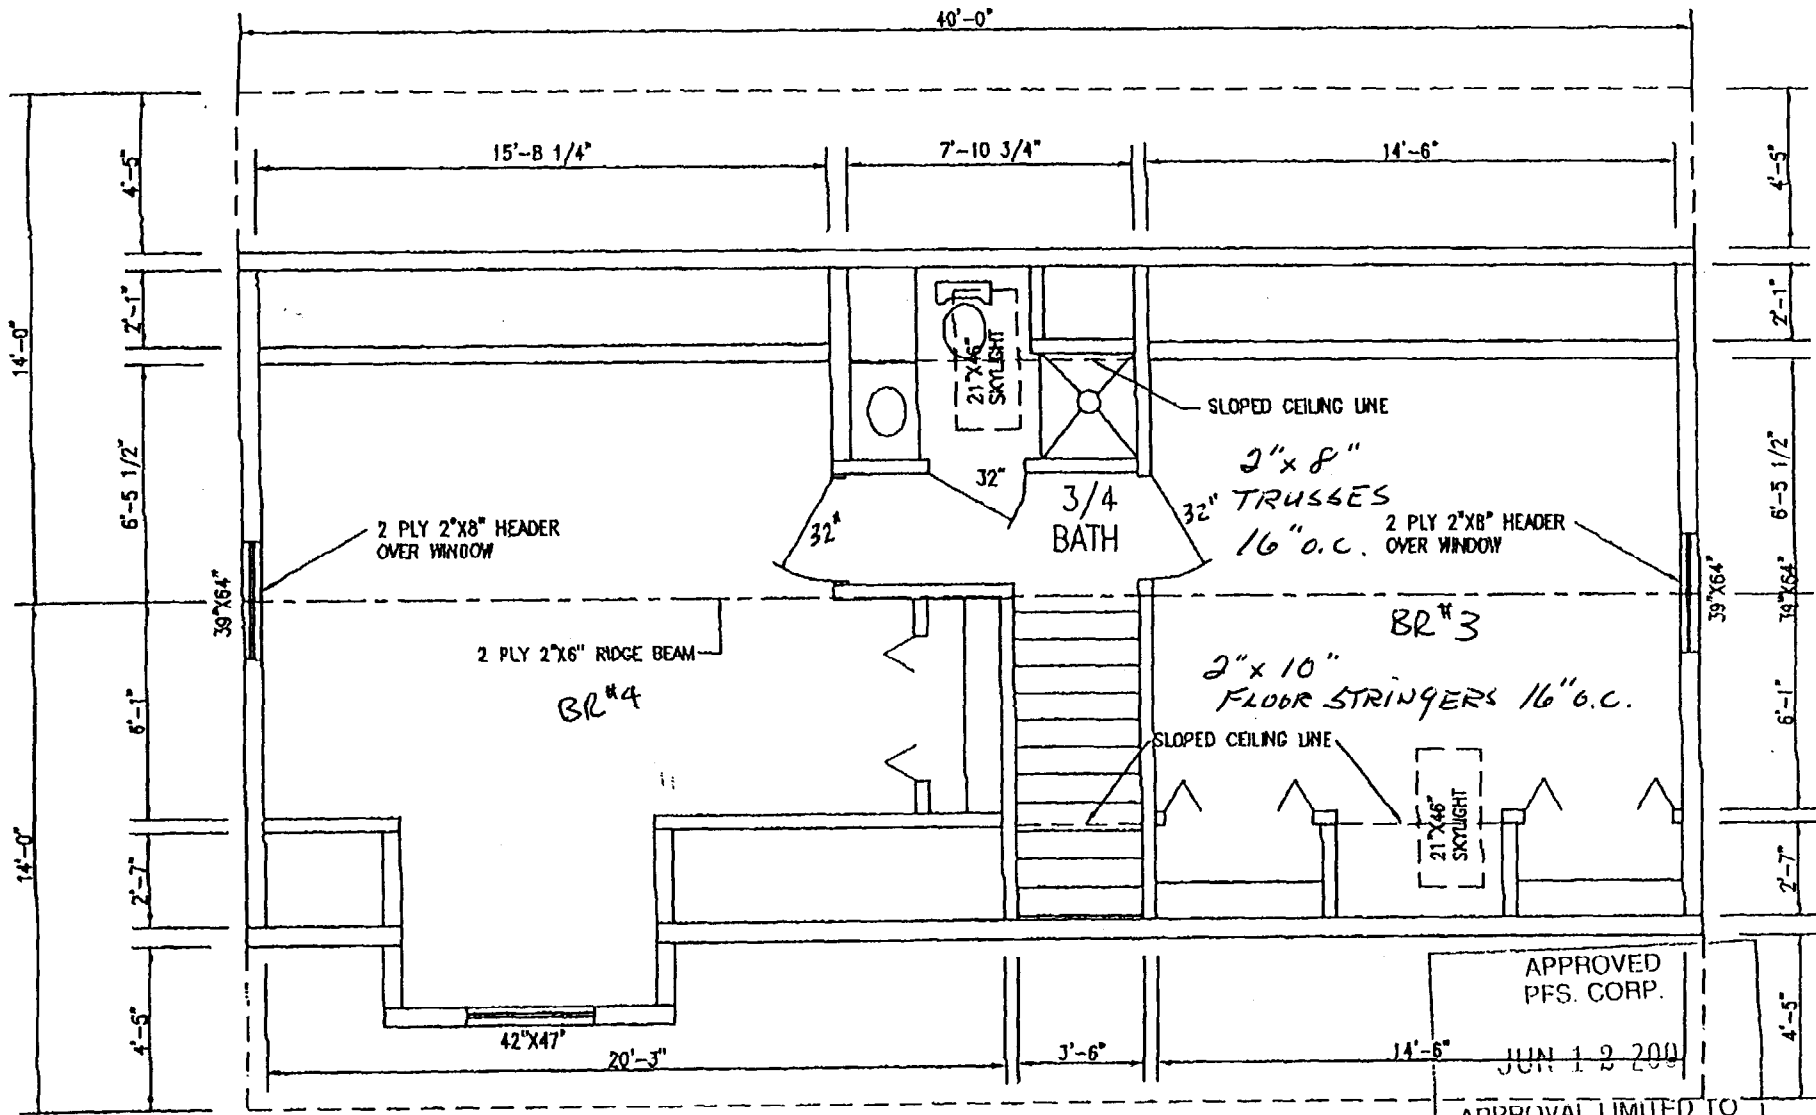 40'-0"
15'-8 1/4"
7'-10 3/4"
14'-6"
4'-5"
4'-5"
2'-1"
2'-1"
14'-0"
21"X46"
SKYLIGHT
SLOPED CEILING LINE
6'-5 1/2"
6'-5 1/2"
2" x 8"
TRUSSES
16" o.c.
32"
3/4
BATH
32"
32"
2 PLY 2"X8" HEADER
OVER WINDOW
2 PLY 2"X8" HEADER
OVER WINDOW
39"X64"
39"X64"
39"X64"
2 PLY 2"X6" RIDGE BEAM
BR #4
BR #3
2" x 10"
FLOOR STRINGERS 16" O.C.
6'-1"
6'-1"
SLOPED CEILING LINE
21"X46"
SKYLIGHT
14'-0"
2'-7"
2'-7"
4'-5"
4'-5"
42"X47"
20'-3"
3'-6"
14'-6"
APPROVED
PFS. CORP.
JUN 12 200
APPROVAL LIMITED TO